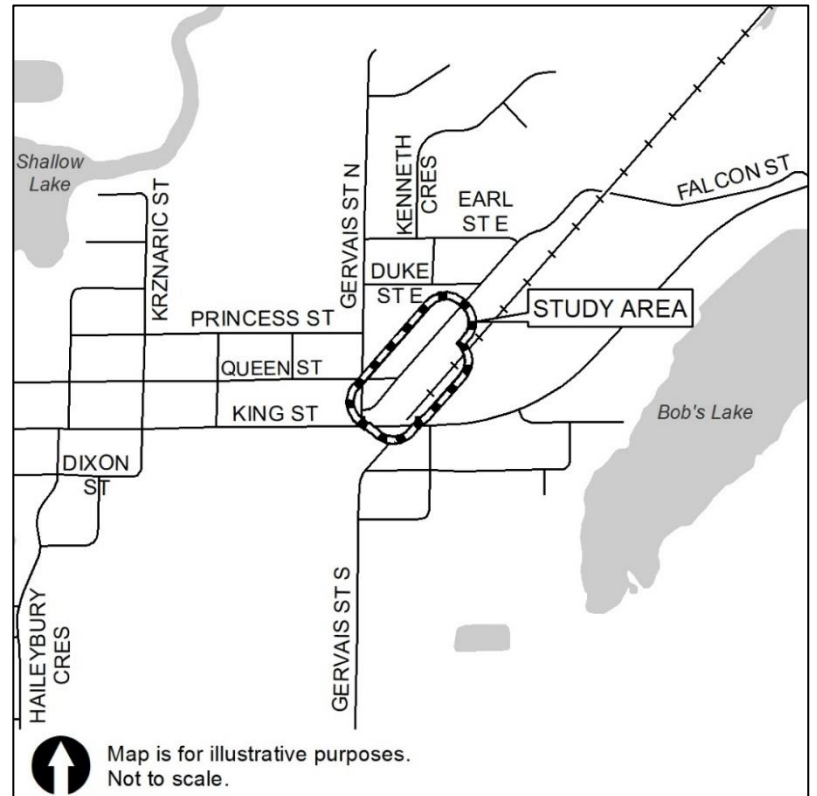 Shallow
Lake
KRZNARIC ST
GERVAIS ST N
KENNETH
CRES
EARL
ST E
FALCON ST
DUKE
ST E
STUDY AREA
PRINCESS ST
QUEEN ST
KING ST
Bob's Lake
DIXON
ST
HAILEYBURY
CRES
GERVAIS ST S
Map is for illustrative purposes.
Not to scale.